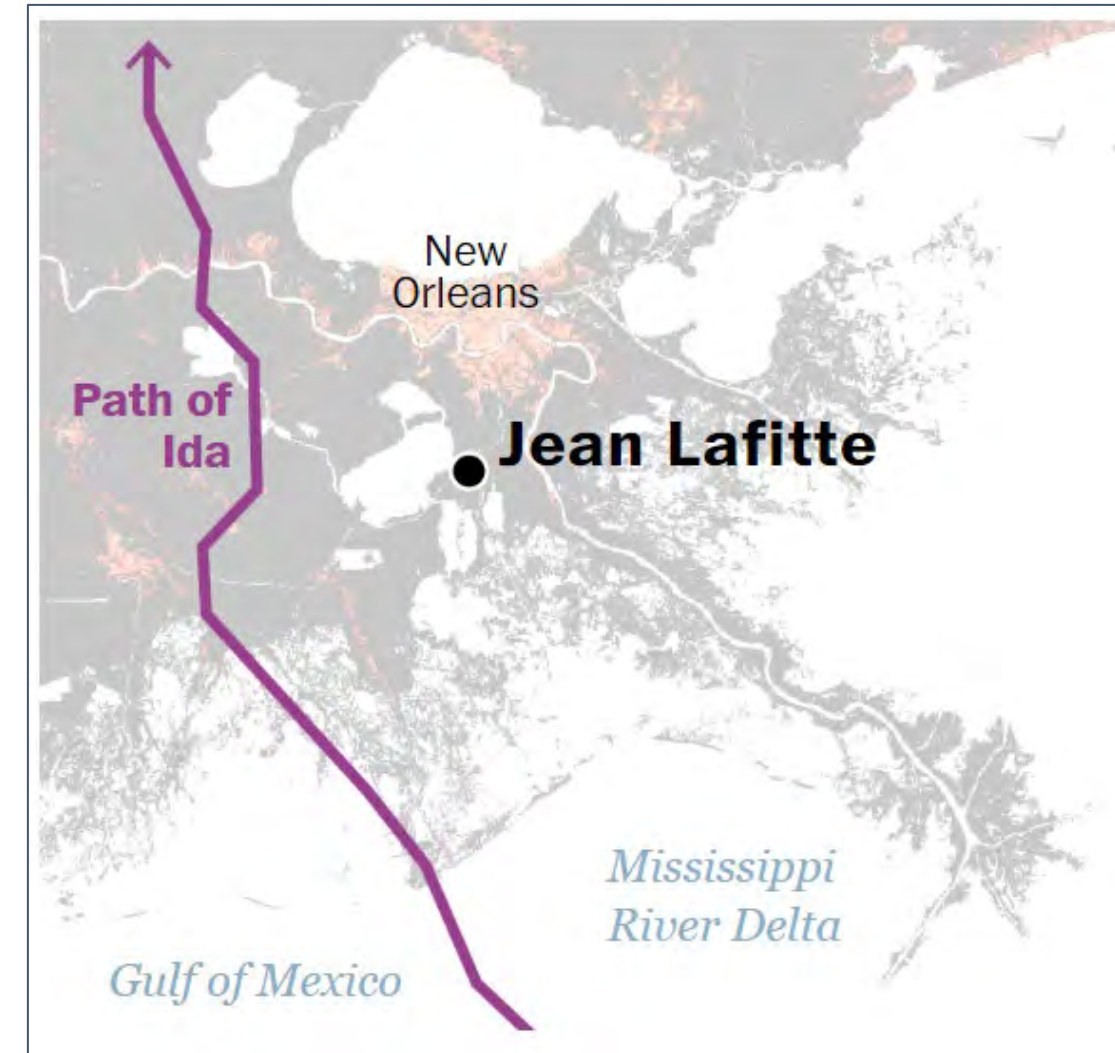 New
Orleans
Path of
Ida
Jean Lafitte
Mississippi
River Delta
Gulf of Mexico